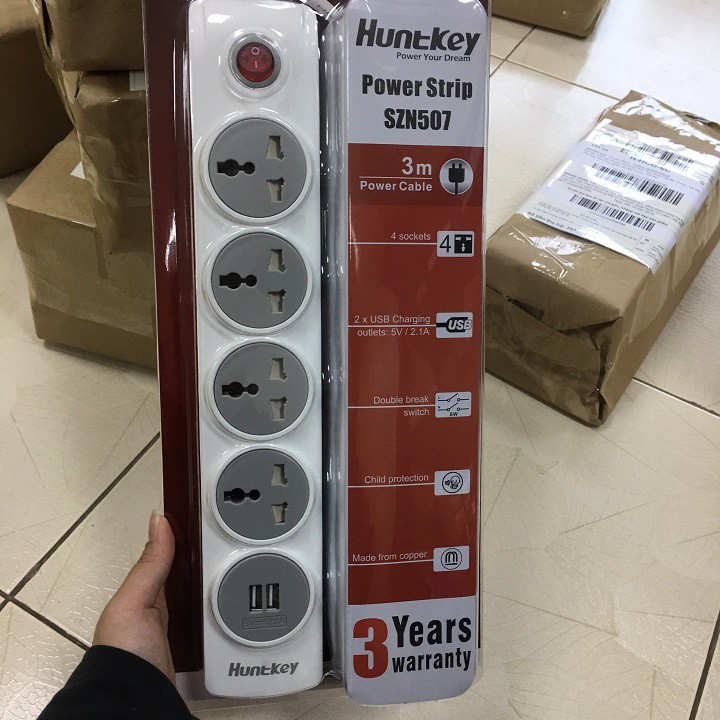 HuntKey
Power Your Dream
Power Strip
SZN507
3m
Power Cable
4 sockets
4
2 x USB Charging
outlets: 5V / 2.1A
USB
Double break
switch
SW
Child protection
Made from copper
3 Years
warranty
HuntKey